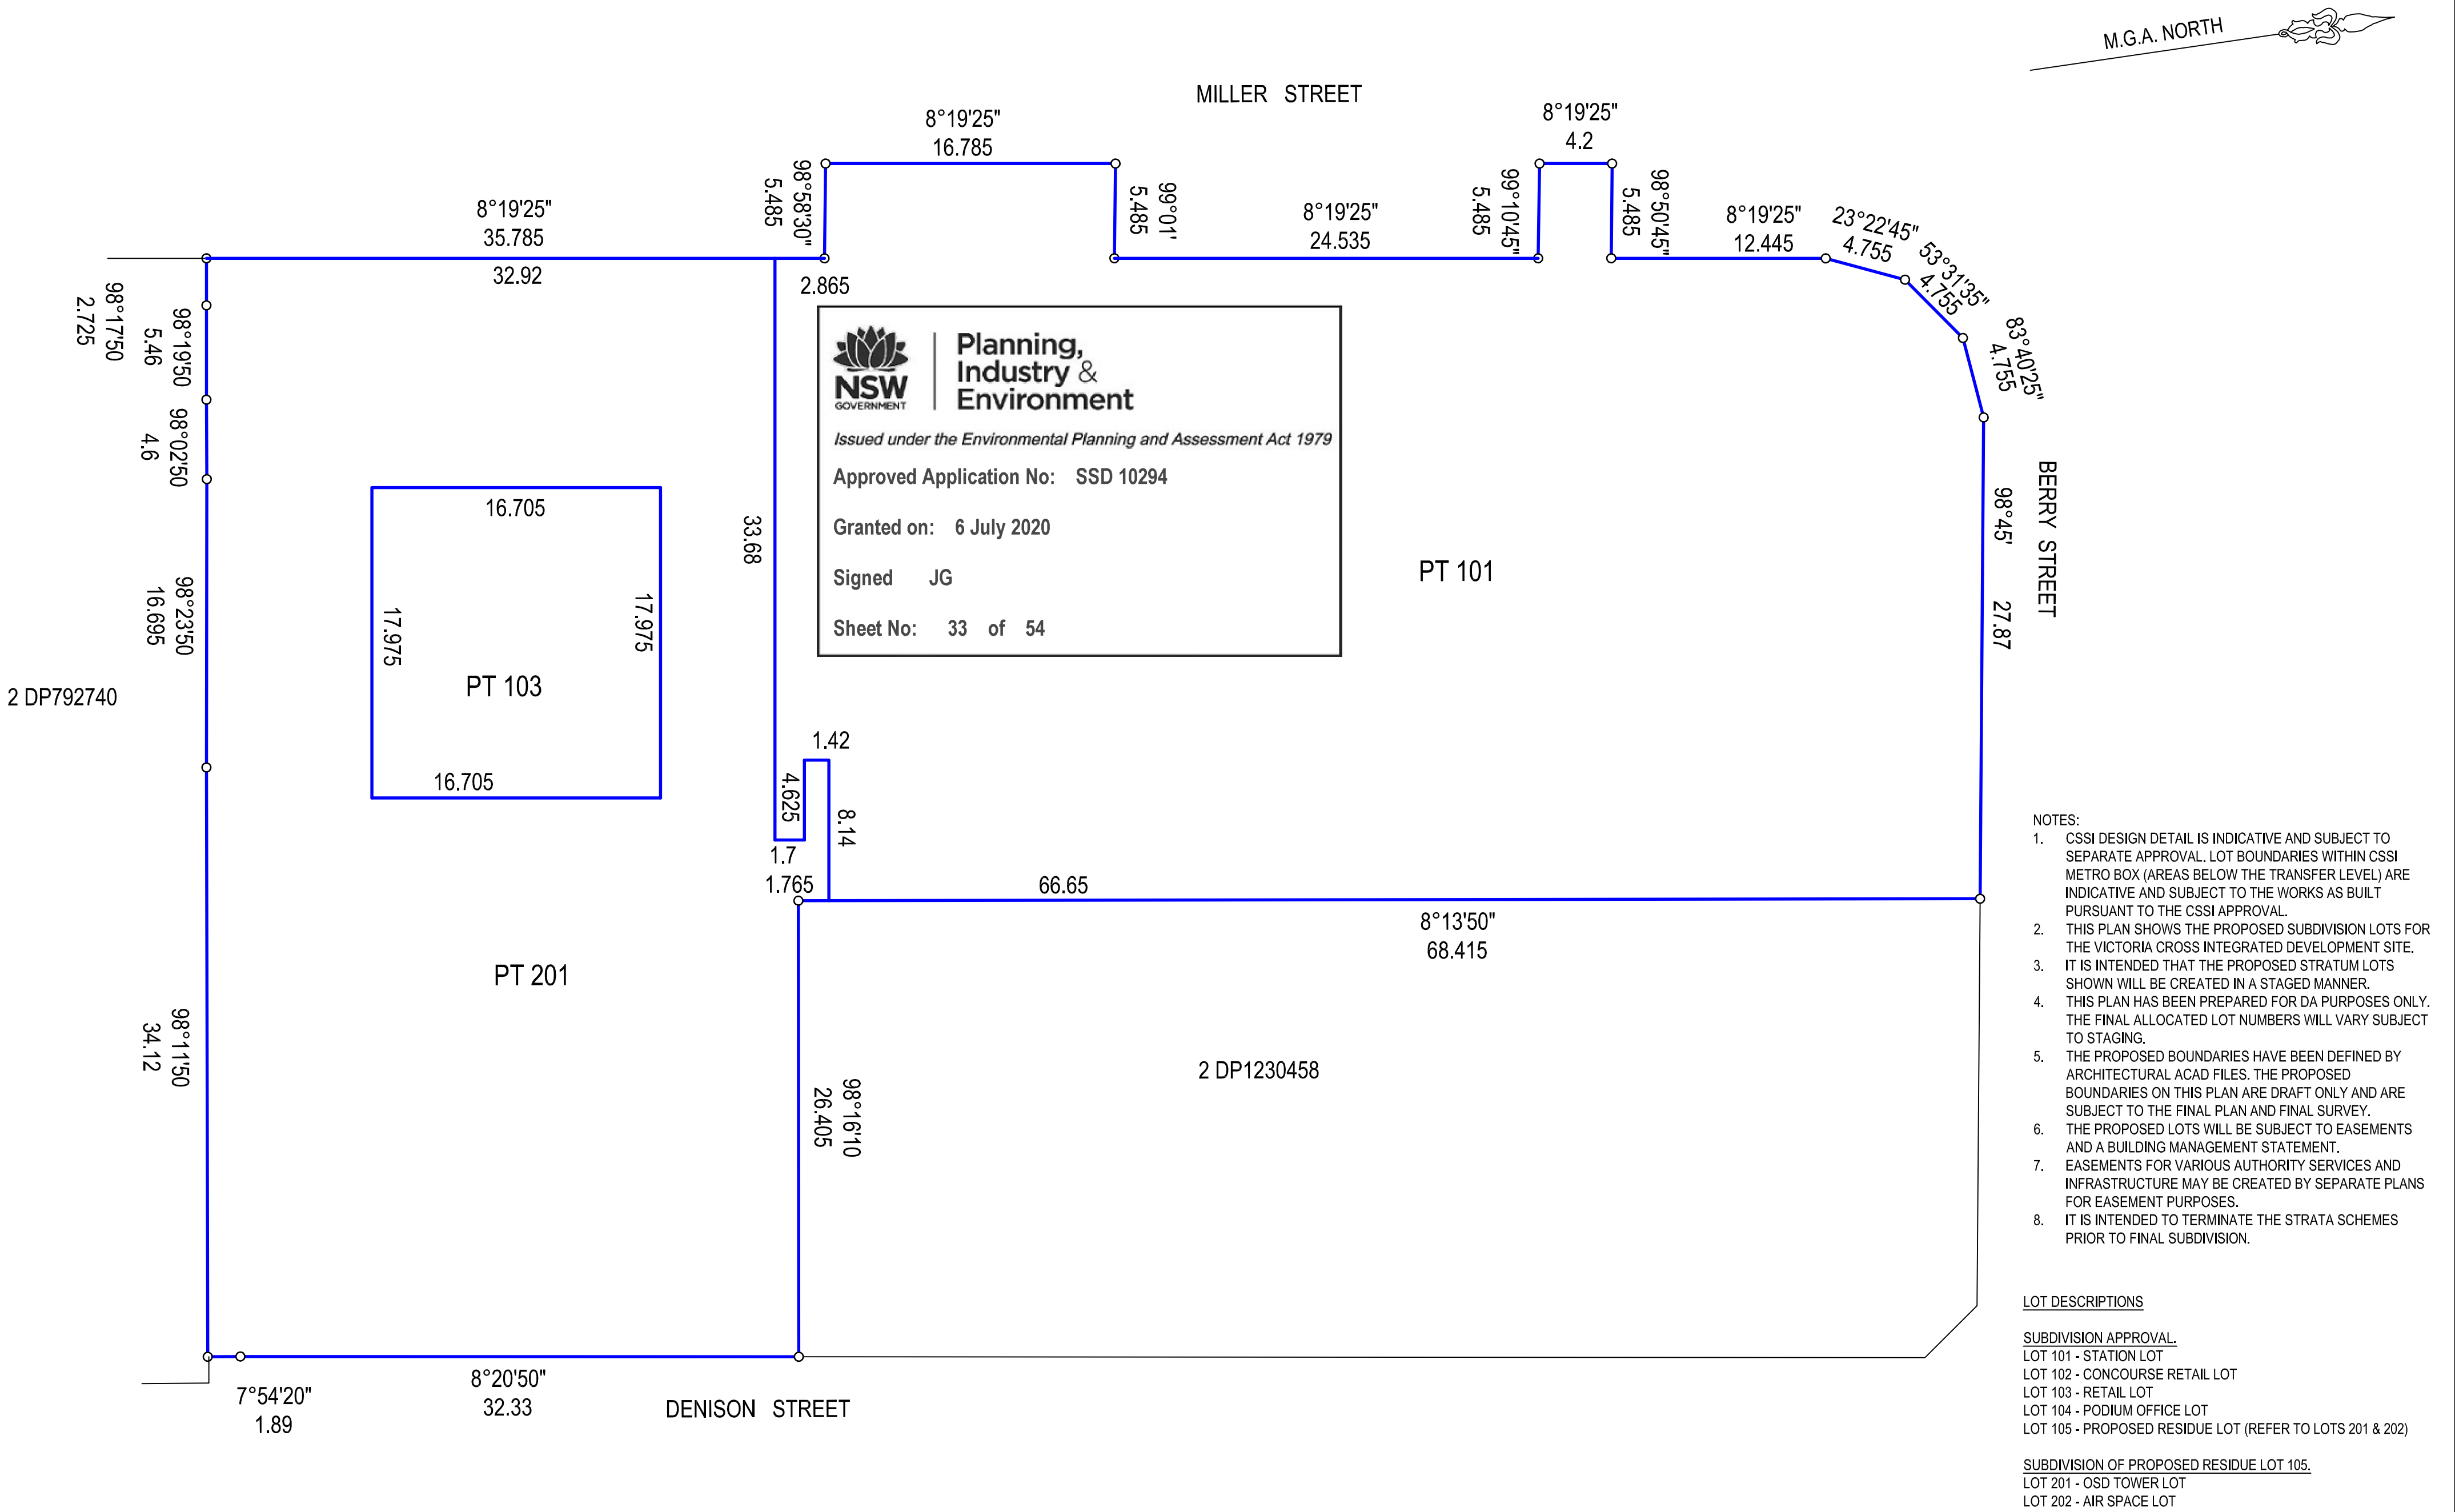 M.G.A. NORTH
MILLER STREET
8°19'25"
16.785
8°19'25"
4.2
98°58'30"
5.485
99°01'
5.485
99°10'45"
5.485
98°50'45"
5.485
8°19'25"
35.785
8°19'25"
24.535
8°19'25"
12.445
23°22'45"
4.755
53°31'35"
4.755
83°40'25"
4.755
32.92
2.865
98°17'50
2.725
98°19'50
5.46
98°02'50
4.6
98°23'50
16.695
98°11'50
34.12
2 DP792740
NSW
GOVERNMENT
Planning,
Industry &
Environment
Issued under the Environmental Planning and Assessment Act 1979
Approved Application No: SSD 10294
Granted on: 6 July 2020
Signed JG
Sheet No: 33 of 54
BERRY STREET
98°45'
27.87
PT 101
16.705
17.975
17.975
PT 103
16.705
33.68
1.42
4.625
8.14
1.7
1.765
66.65
8°13'50"
68.415
PT 201
98°16'10
26.405
2 DP1230458
7°54'20"
1.89
8°20'50"
32.33
DENISON STREET
NOTES:
1. CSSI DESIGN DETAIL IS INDICATIVE AND SUBJECT TO
SEPARATE APPROVAL. LOT BOUNDARIES WITHIN CSSI
METRO BOX (AREAS BELOW THE TRANSFER LEVEL) ARE
INDICATIVE AND SUBJECT TO THE WORKS AS BUILT
PURSUANT TO THE CSSI APPROVAL.
2. THIS PLAN SHOWS THE PROPOSED SUBDIVISION LOTS FOR
THE VICTORIA CROSS INTEGRATED DEVELOPMENT SITE.
3. IT IS INTENDED THAT THE PROPOSED STRATUM LOTS
SHOWN WILL BE CREATED IN A STAGED MANNER.
4. THIS PLAN HAS BEEN PREPARED FOR DA PURPOSES ONLY.
THE FINAL ALLOCATED LOT NUMBERS WILL VARY SUBJECT
TO STAGING.
5. THE PROPOSED BOUNDARIES HAVE BEEN DEFINED BY
ARCHITECTURAL ACAD FILES. THE PROPOSED
BOUNDARIES ON THIS PLAN ARE DRAFT ONLY AND ARE
SUBJECT TO THE FINAL PLAN AND FINAL SURVEY.
6. THE PROPOSED LOTS WILL BE SUBJECT TO EASEMENTS
AND A BUILDING MANAGEMENT STATEMENT.
7. EASEMENTS FOR VARIOUS AUTHORITY SERVICES AND
INFRASTRUCTURE MAY BE CREATED BY SEPARATE PLANS
FOR EASEMENT PURPOSES.
8. IT IS INTENDED TO TERMINATE THE STRATA SCHEMES
PRIOR TO FINAL SUBDIVISION.
LOT DESCRIPTIONS
SUBDIVISION APPROVAL.
LOT 101 - STATION LOT
LOT 102 - CONCOURSE RETAIL LOT
LOT 103 - RETAIL LOT
LOT 104 - PODIUM OFFICE LOT
LOT 105 - PROPOSED RESIDUE LOT (REFER TO LOTS 201 & 202)
SUBDIVISION OF PROPOSED RESIDUE LOT 105.
LOT 201 - OSD TOWER LOT
LOT 202 - AIR SPACE LOT